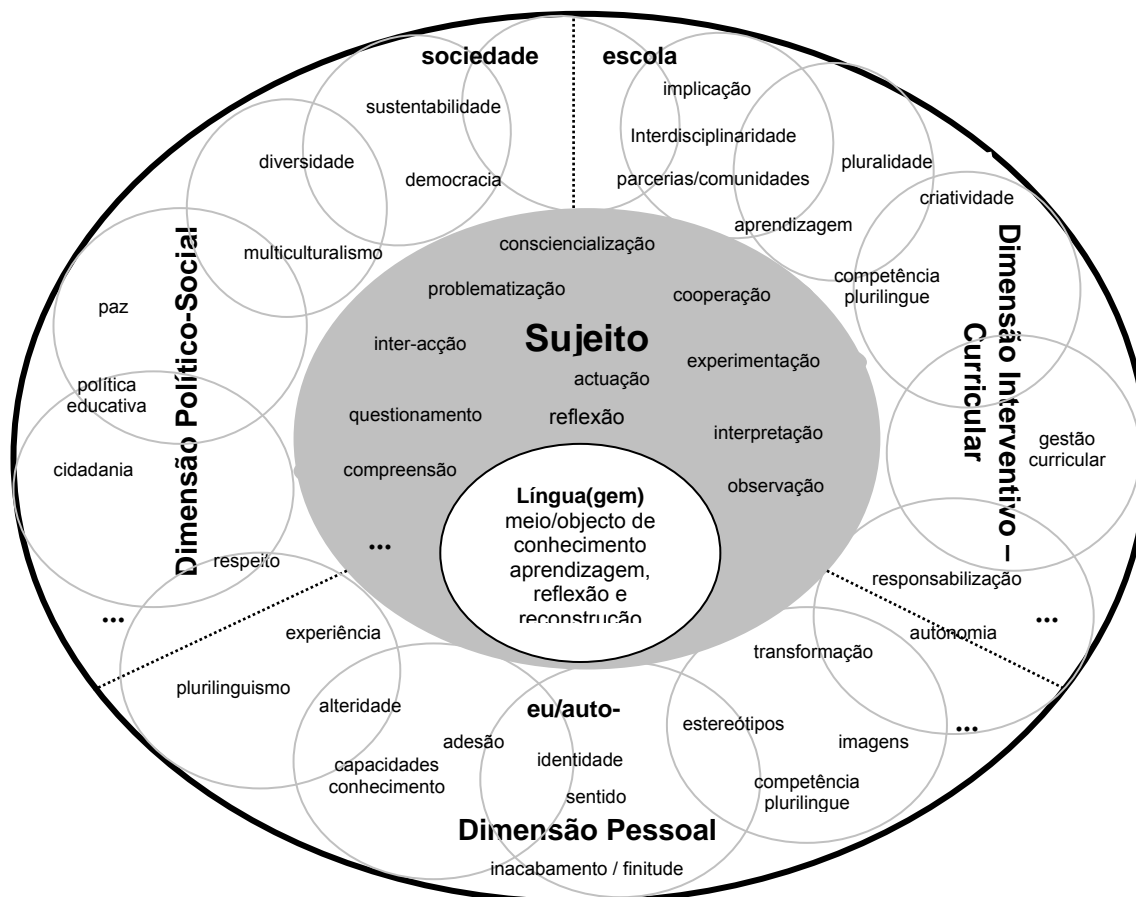 sociedade
escola
sustentabilidade
implicação
Interdisciplinaridade
diversidade
democracia
parcerias/comunidades
pluralidade
criatividade
aprendizagem
multiculturalismo
competência
plurilingue
paz
política
educativa
cidadania
respeito
...
Dimensão Político-Social
consciencialização
problematização
cooperação
inter-acção
Sujeito
experimentação
actuação
questionamento
reflexão
interpretação
compreensão
observação
...
Língua(gem)
meio/objecto de
conhecimento
aprendizagem,
reflexão e
reconstrução
Dimensão Interventivo –
Curricular
gestão
curricular
responsabilização
autonomia
...
experiência
plurilinguismo
alteridade
adesão
capacidades
conhecimento
eu/auto-
identidade
sentido
transformação
estereótipos
imagens
...
competência
plurilingue
Dimensão Pessoal
inacabamento / finitude